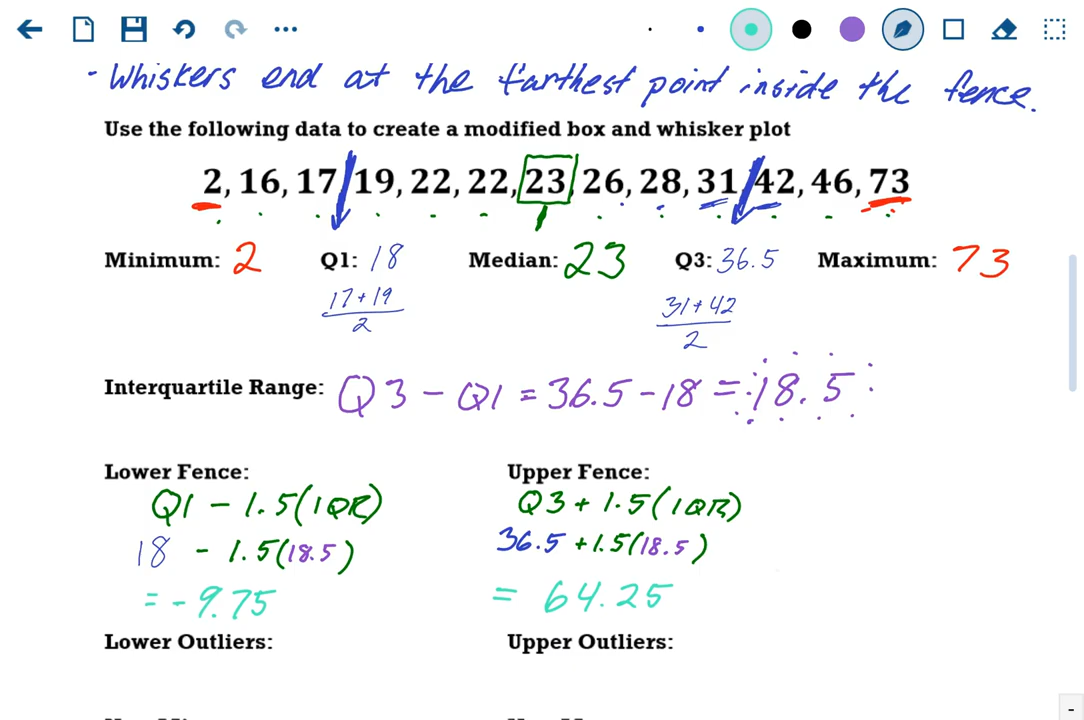 - Whiskers end at the farthest point inside the fence.
Use the following data to create a modified box and whisker plot
2, 16, 17, 19, 22, 22, 23, 26, 28, 31, 42, 46, 73
Minimum: 2 Q1: 18 Median: 23 Q3: 36.5 Maximum: 73
17+19 31+42
2 2
Interquartile Range: Q3 - Q1 = 36.5 - 18 = 18.5
Lower Fence: Upper Fence:
Q1 - 1.5(IQR) Q3 + 1.5(IQR)
18 - 1.5(18.5) 36.5 + 1.5(18.5)
= -9.75 = 64.25
Lower Outliers: Upper Outliers: